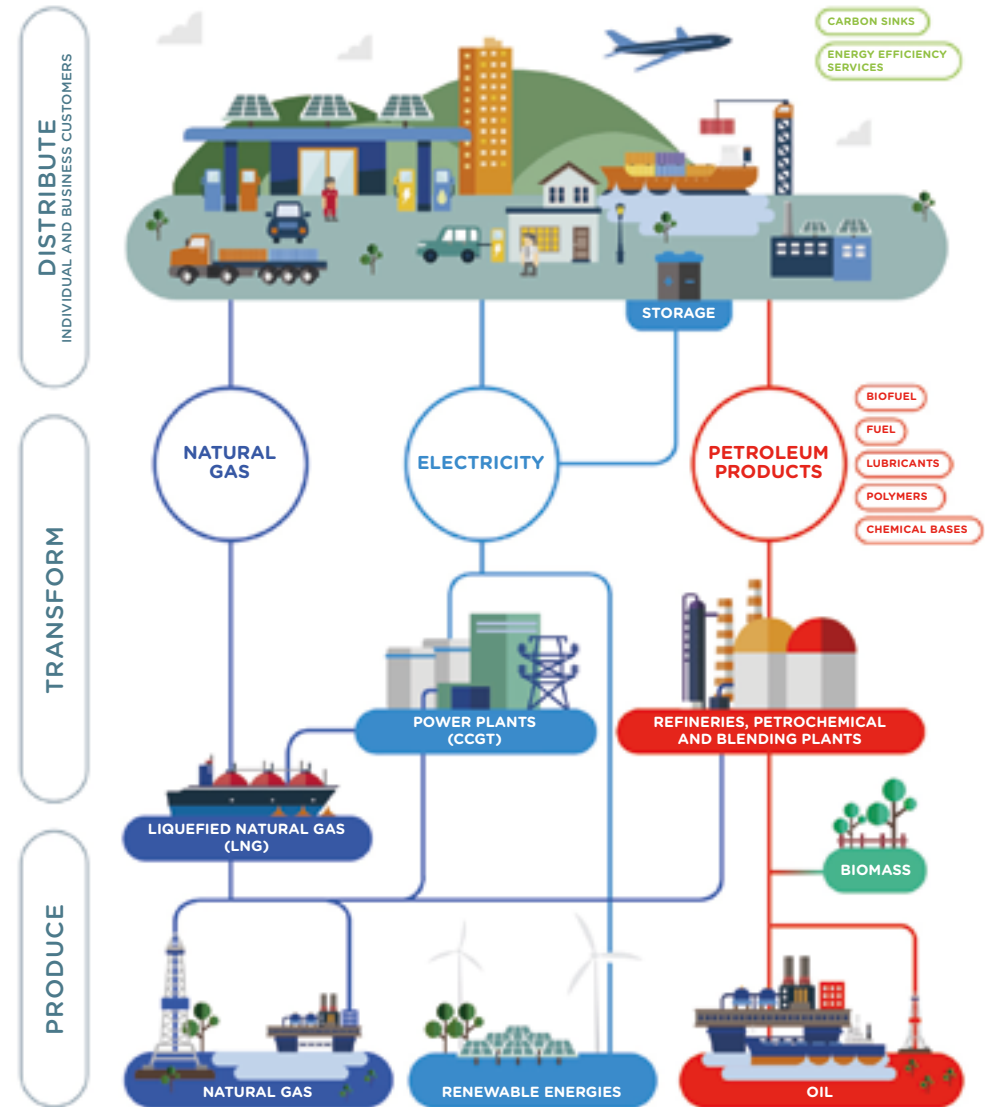 DISTRIBUTE
INDIVIDUAL AND BUSINESS CUSTOMERS
CARBON SINKS
ENERGY EFFICIENCY
SERVICES
STORAGE
TRANSFORM
NATURAL
GAS
ELECTRICITY
PETROLEUM
PRODUCTS
BIOFUEL
FUEL
LUBRICANTS
POLYMERS
CHEMICAL BASES
POWER PLANTS
(CCGT)
REFINERIES, PETROCHEMICAL
AND BLENDING PLANTS
LIQUEFIED NATURAL GAS
(LNG)
BIOMASS
PRODUCE
NATURAL GAS
RENEWABLE ENERGIES
OIL